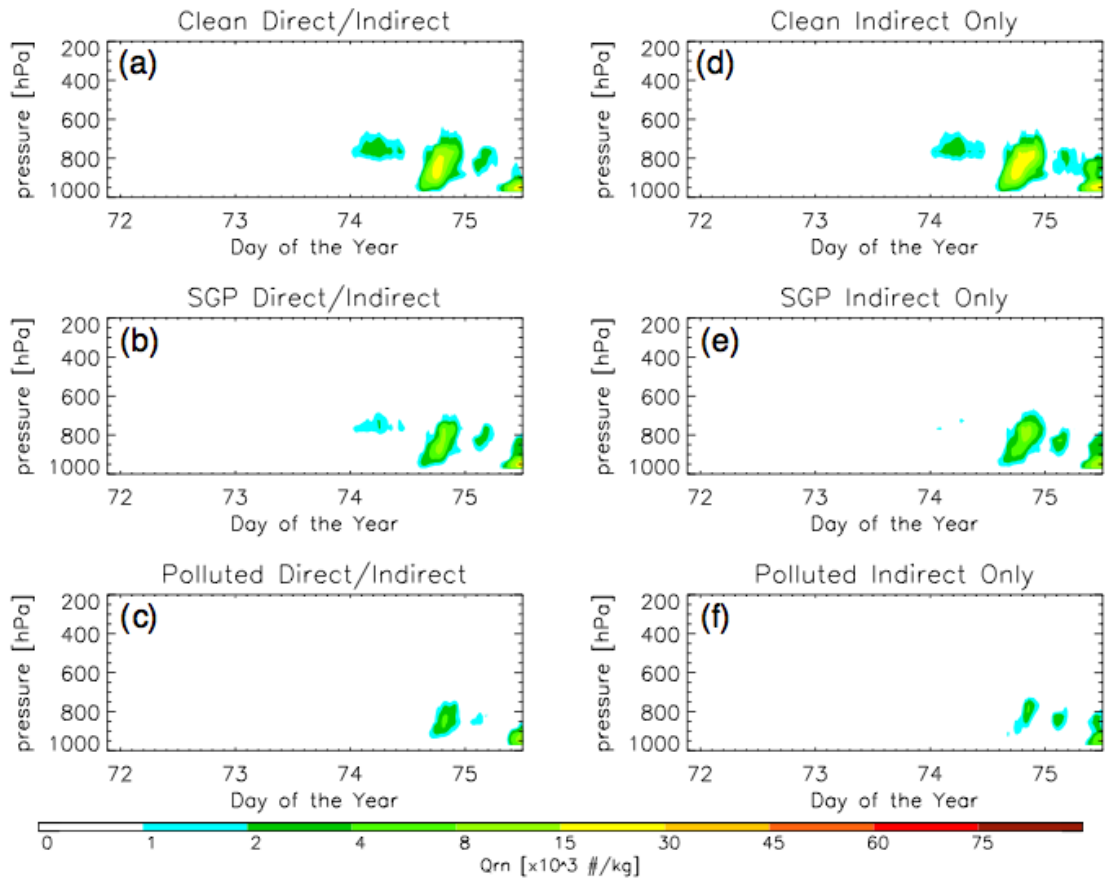 Clean Direct/Indirect
(a)
pressure [hPa]
200
400
600
800
1000
72 73 74 75
Day of the Year
Clean Indirect Only
(d)
pressure [hPa]
200
400
600
800
1000
72 73 74 75
Day of the Year
SGP Direct/Indirect
(b)
pressure [hPa]
200
400
600
800
1000
72 73 74 75
Day of the Year
SGP Indirect Only
(e)
pressure [hPa]
200
400
600
800
1000
72 73 74 75
Day of the Year
Polluted Direct/Indirect
(c)
pressure [hPa]
200
400
600
800
1000
72 73 74 75
Day of the Year
Polluted Indirect Only
(f)
pressure [hPa]
200
400
600
800
1000
72 73 74 75
Day of the Year
0 1 2 4 8 15 30 45 60 75
Qrn [x10^3 #/kg]